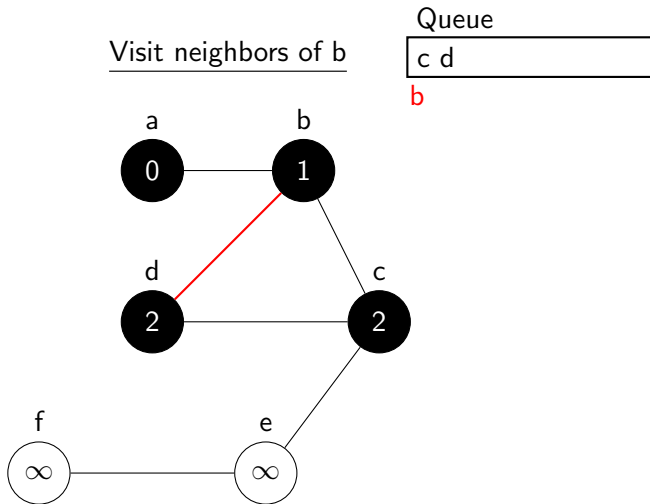 Queue
Visit neighbors of b
c d
b
a b
0 1
d c
2 2
f e
∞ ∞